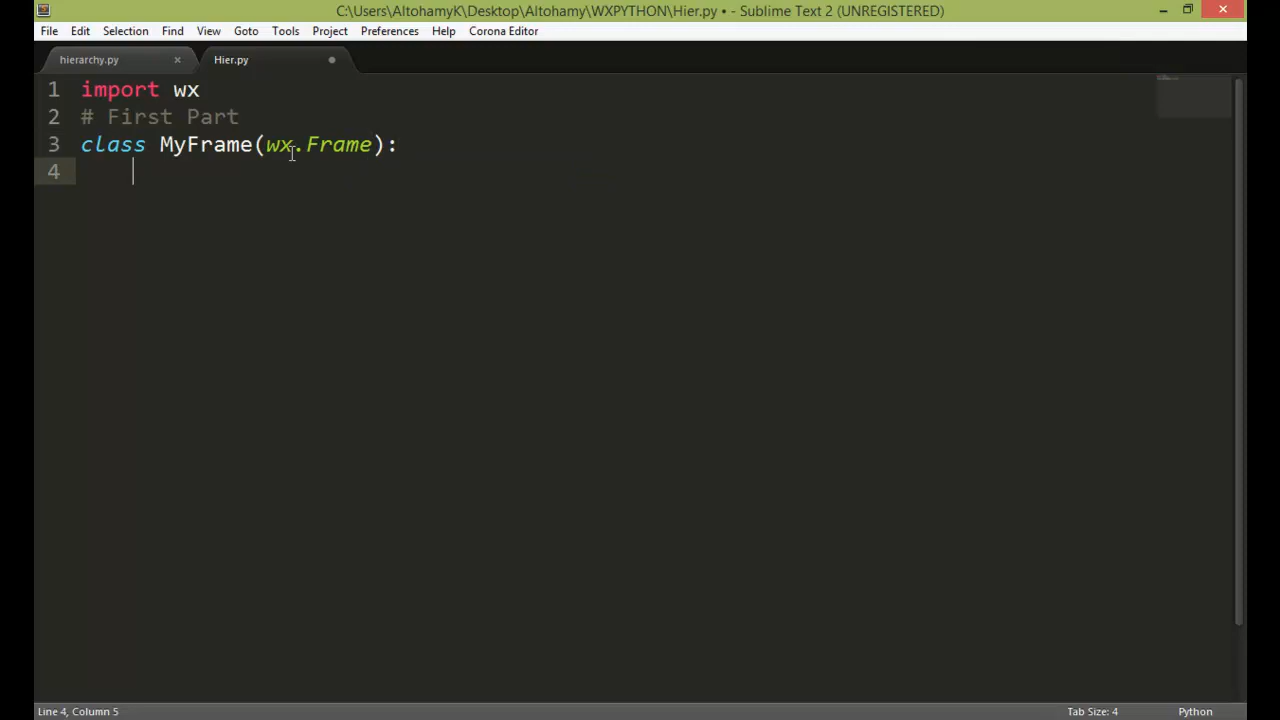 C:\Users\AltohamyK\Desktop\Altohamy\WXPYTHON\Hier.py • - Sublime Text 2 (UNREGISTERED)
File Edit Selection Find View Goto Tools Project Preferences Help Corona Editor
hierarchy.py × Hier.py
1 import wx
2 # First Part
3 class MyFrame(wx.Frame):
4
Line 4, Column 5 Tab Size: 4 Python